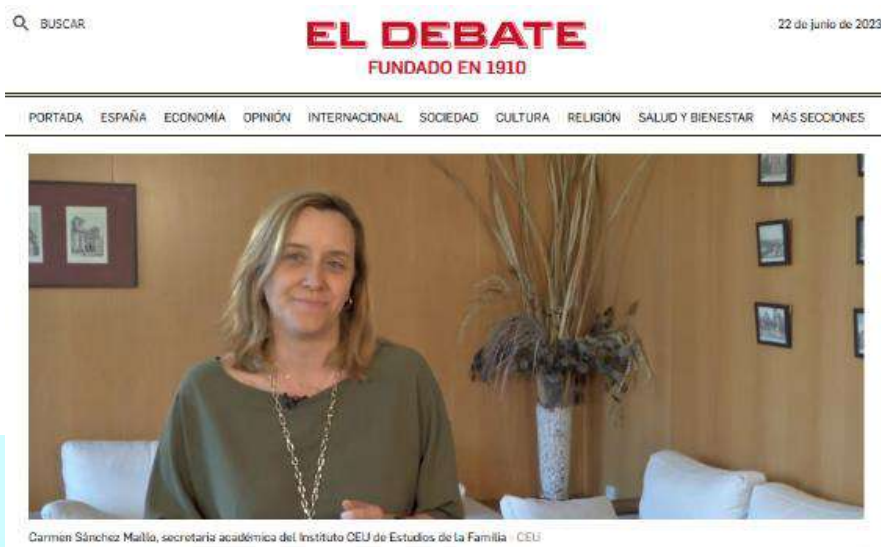 BUSCAR
EL DEBATE
FUNDADO EN 1910
22 de junio de 2023
PORTADA ESPAÑA ECONOMÍA OPINIÓN INTERNACIONAL SOCIEDAD CULTURA RELIGIÓN SALUD Y BIENESTAR MÁS SECCIONES
Carmen Sánchez Maíllo, secretaria académica del Instituto CEU de Estudios de la Familia CEU